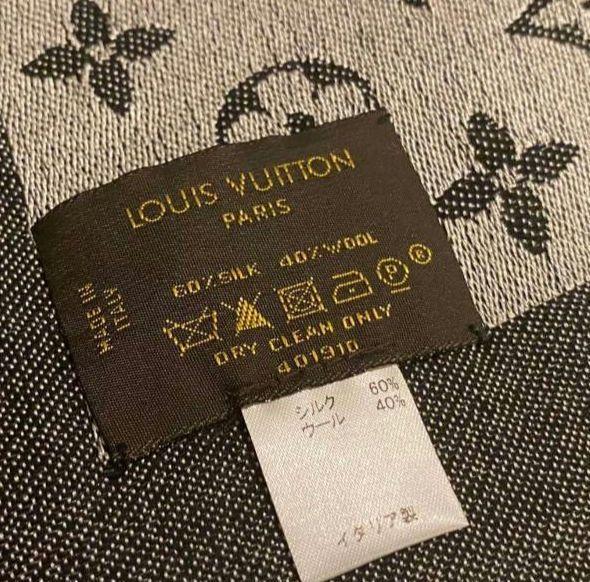 LOUIS VUITTON
PARIS
60%SILK 40%WOOL
MADE IN
ITALY
P
R
DRY CLEAN ONLY
401910
シルク 60%
ウール 40%
イタリア製